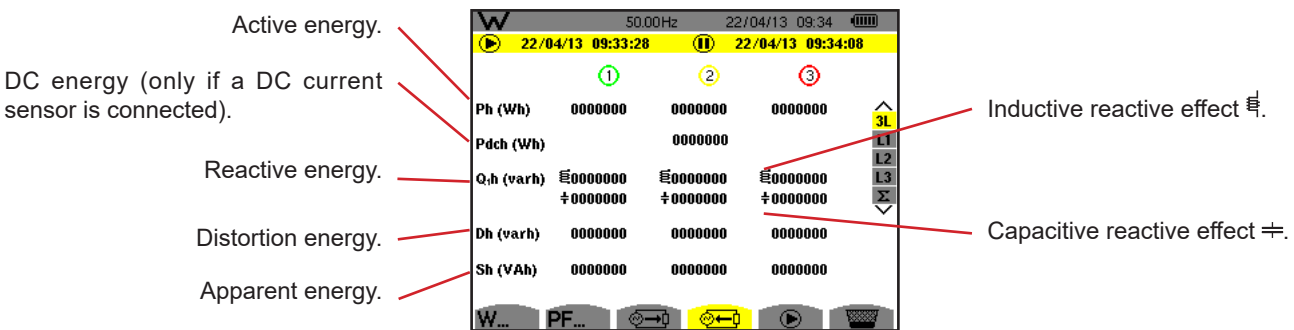 Active energy.
DC energy (only if a DC current
sensor is connected).
Reactive energy.
Distortion energy.
Apparent energy.
W 50.00Hz 22/04/13 09:34
22/04/13 09:33:28 22/04/13 09:34:08
1 2 3
Ph (Wh) 0000000 0000000 0000000
Pdch (Wh) 0000000
Q₁h (varh) 0000000 0000000 0000000
0000000 0000000 0000000
Dh (varh) 0000000 0000000 0000000
Sh (VAh) 0000000 0000000 0000000
3L
L1
L2
L3
Σ
W... PF...
Inductive reactive effect .
Capacitive reactive effect .